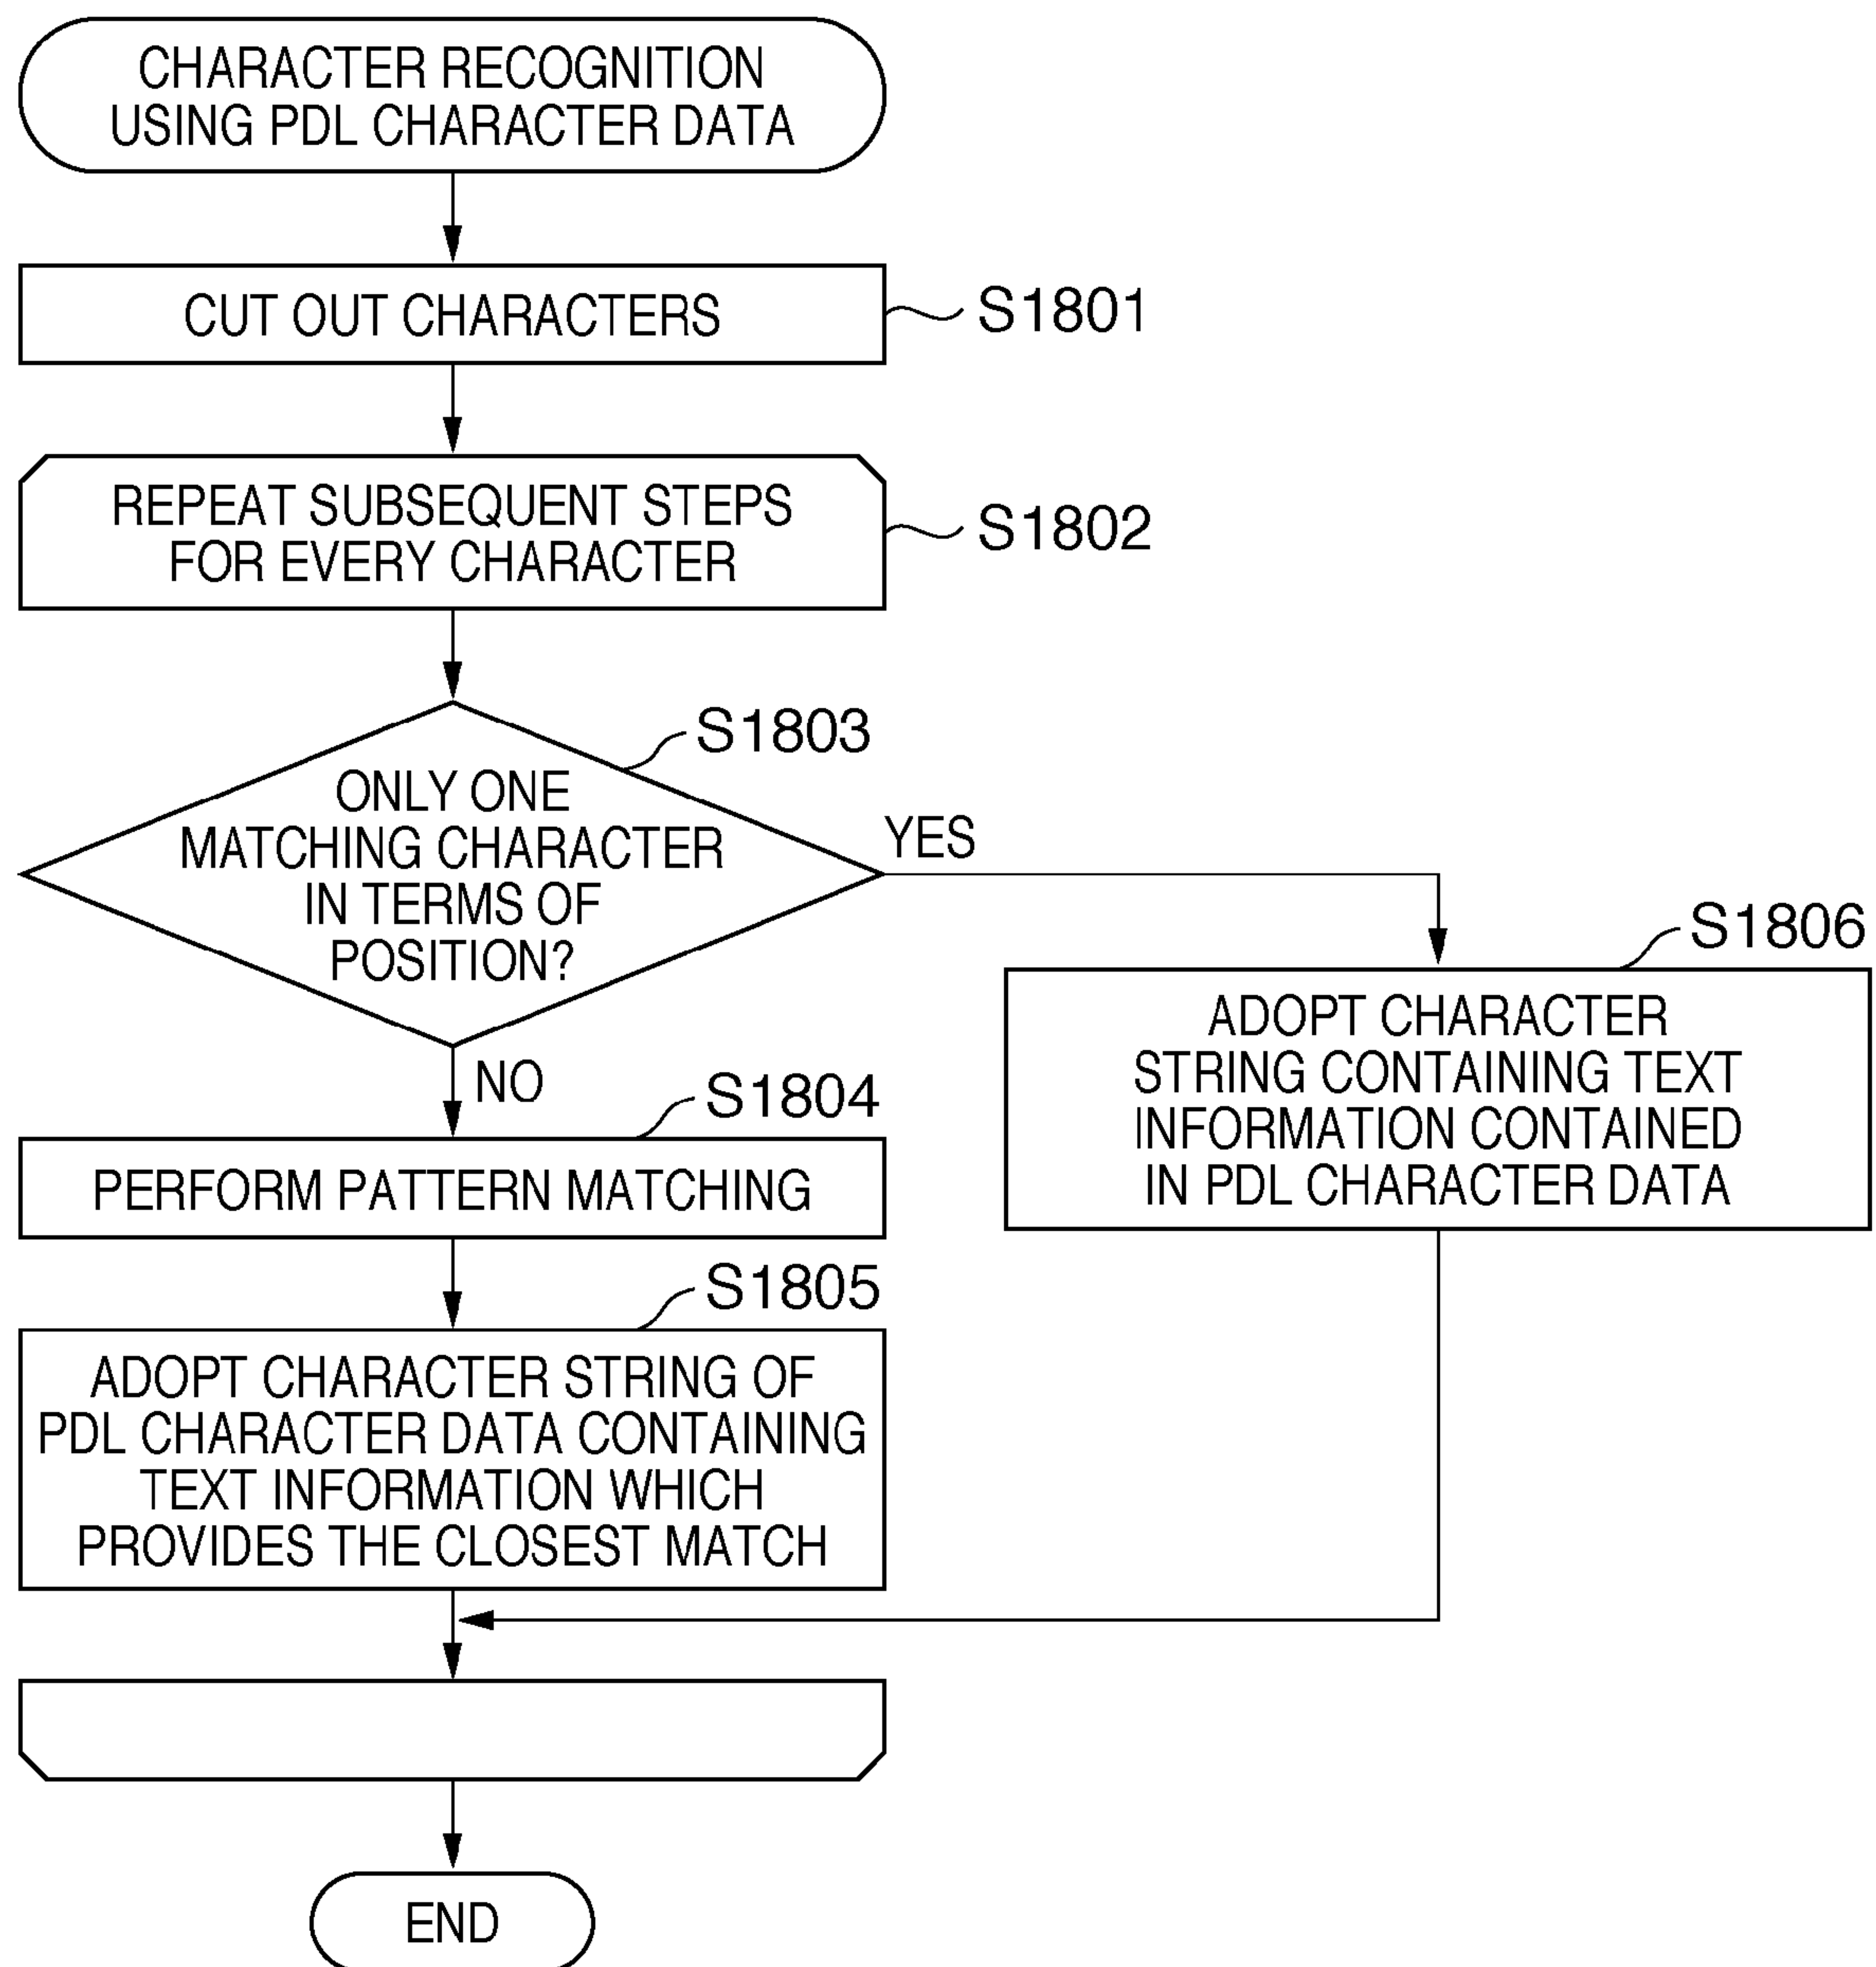 CHARACTER RECOGNITION
USING PDL CHARACTER DATA
CUT OUT CHARACTERS
S1801
REPEAT SUBSEQUENT STEPS
FOR EVERY CHARACTER
S1802
S1803
ONLY ONE
MATCHING CHARACTER
IN TERMS OF
POSITION?
YES
NO
S1806
ADOPT CHARACTER
STRING CONTAINING TEXT
INFORMATION CONTAINED
IN PDL CHARACTER DATA
S1804
PERFORM PATTERN MATCHING
S1805
ADOPT CHARACTER STRING OF
PDL CHARACTER DATA CONTAINING
TEXT INFORMATION WHICH
PROVIDES THE CLOSEST MATCH
END